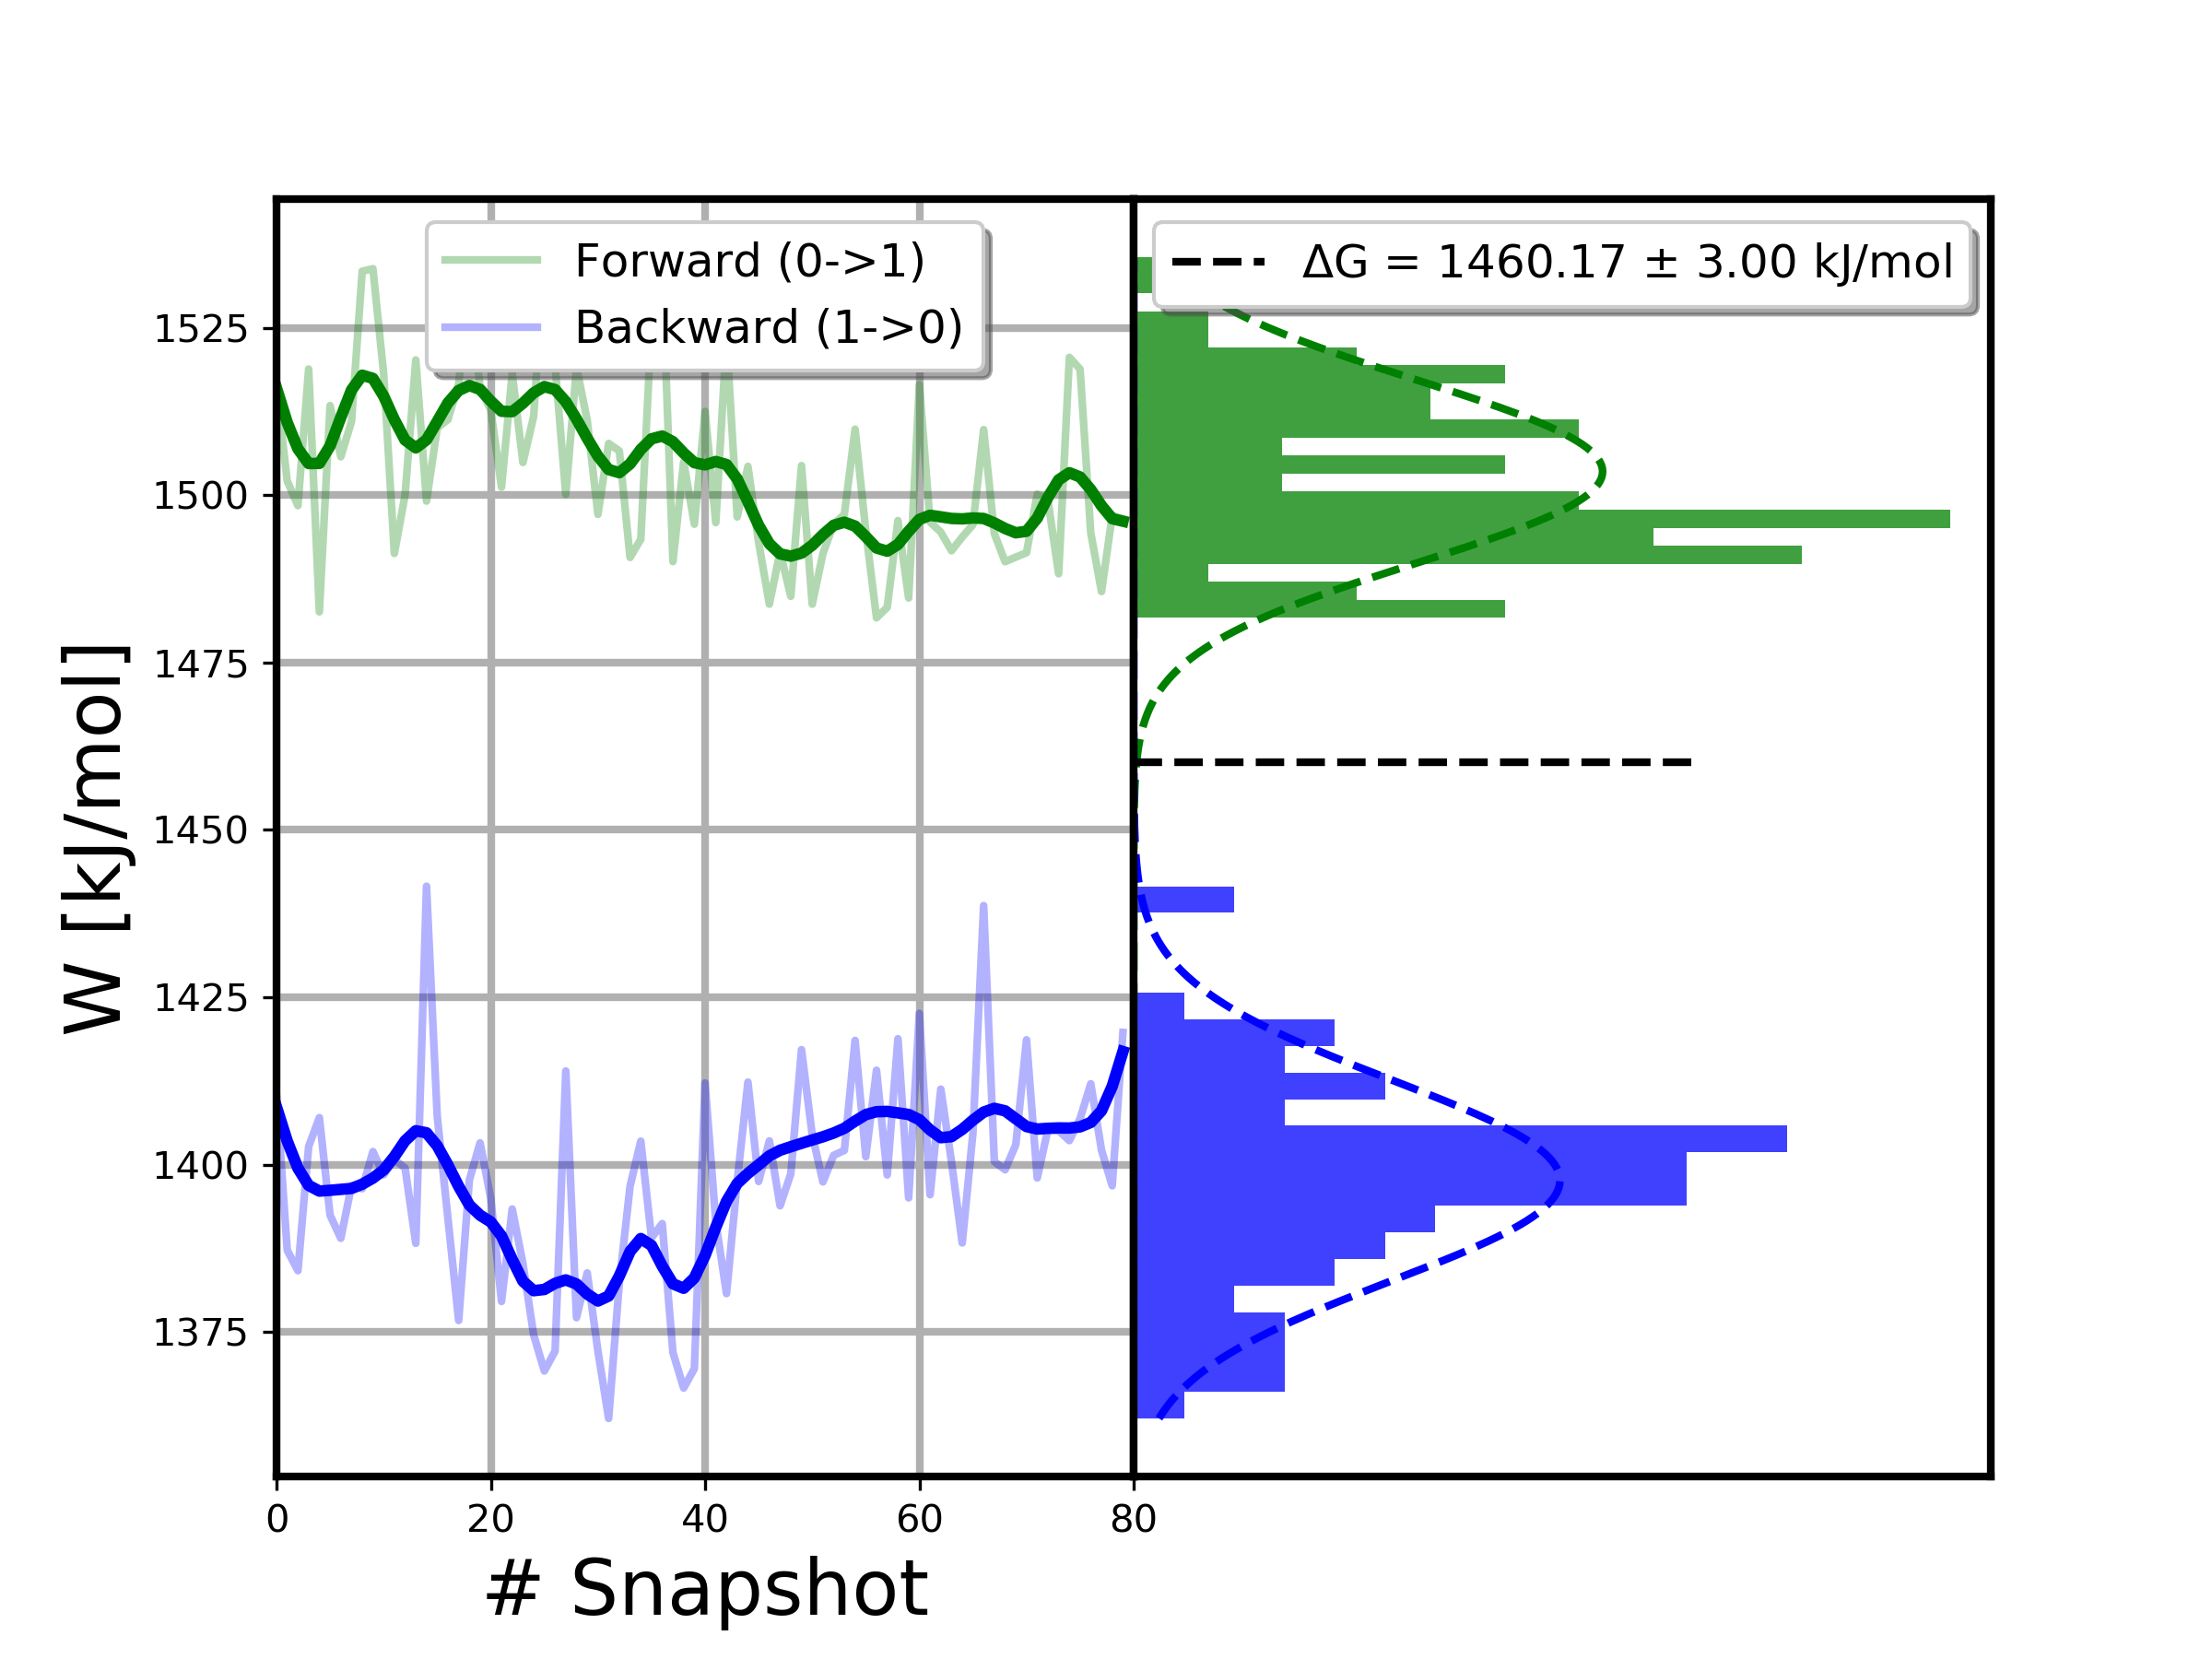 Forward (0->1)
Backward (1->0)
ΔG = 1460.17 ± 3.00 kJ/mol
1525
1500
1475
1450
1425
1400
1375
W [kJ/mol]
0 20 40 60 80
# Snapshot